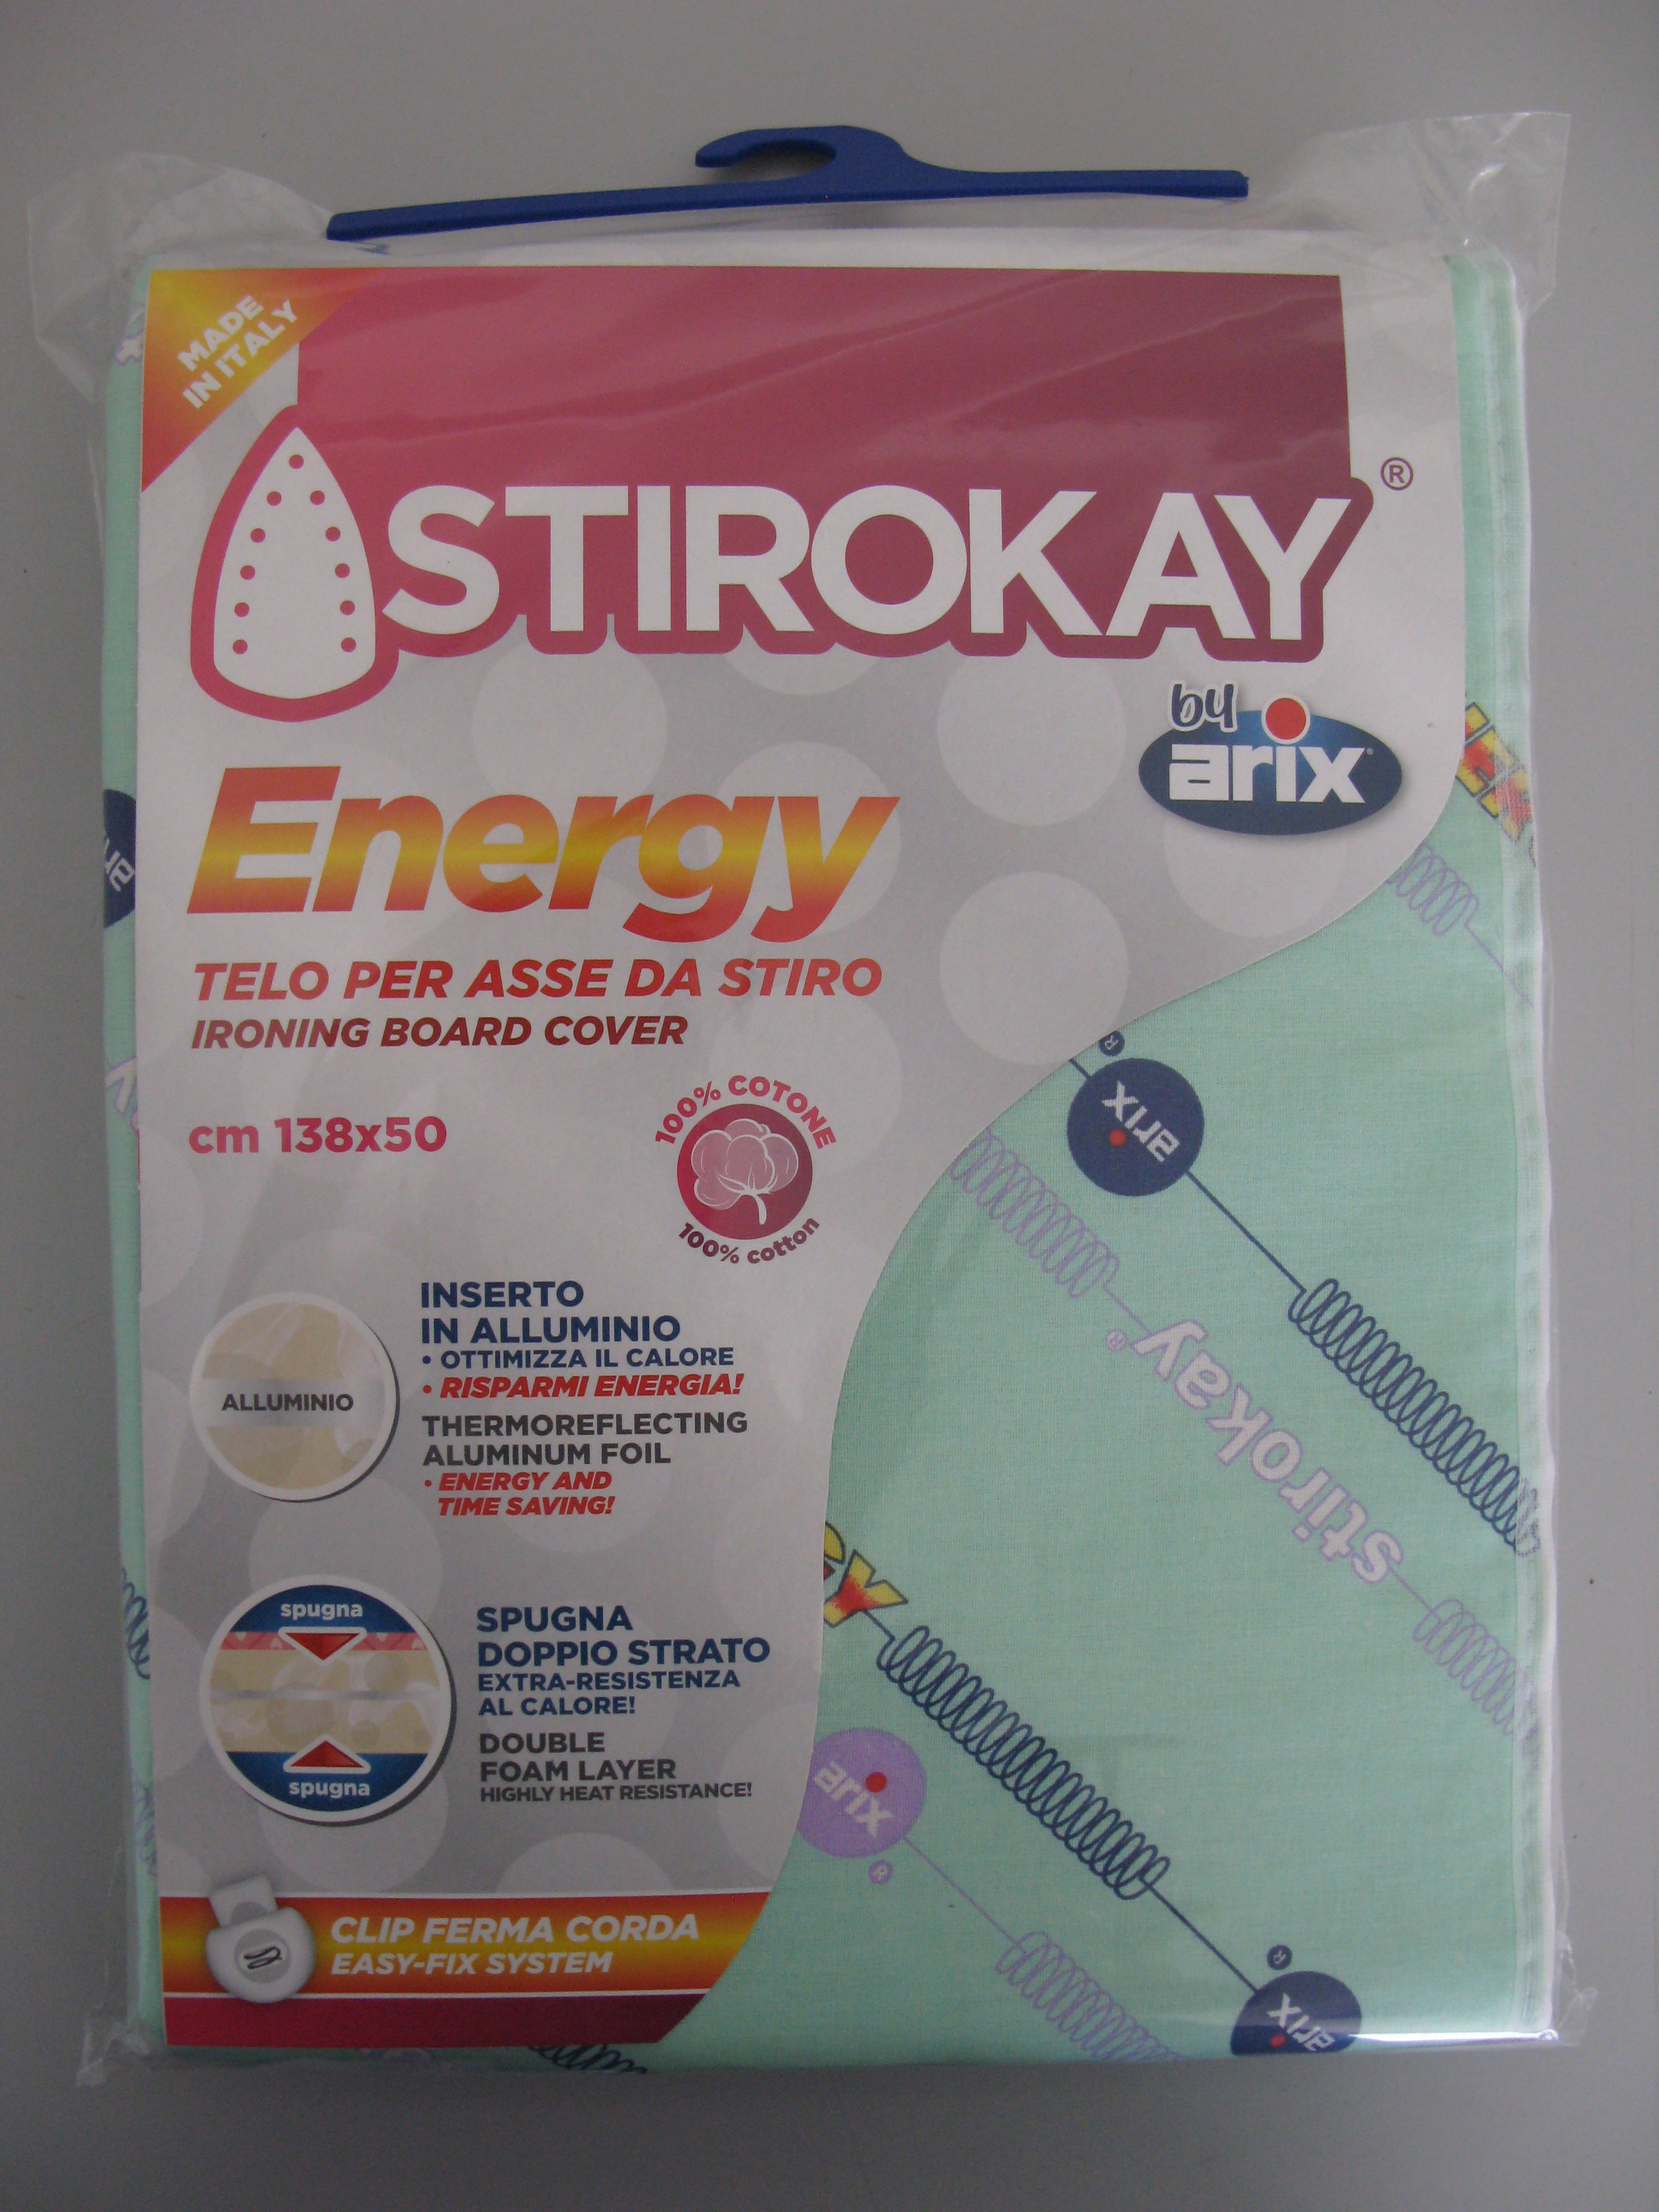 MADE
IN ITALY
STIROKAY®
by
arix
Energy
TELO PER ASSE DA STIRO
IRONING BOARD COVER
cm 138x50
100% COTONE
100% cotton
INSERTO
IN ALLUMINIO
• OTTIMIZZA IL CALORE
• RISPARMI ENERGIA!
THERMOREFLECTING
ALUMINUM FOIL
• ENERGY AND
TIME SAVING!
ALLUMINIO
spugna
spugna
SPUGNA
DOPPIO STRATO
EXTRA-RESISTENZA
AL CALORE!
DOUBLE
FOAM LAYER
HIGHLY HEAT RESISTANCE!
CLIP FERMA CORDA
EASY-FIX SYSTEM
arix®
stirokay®
GY
arix®
arix®